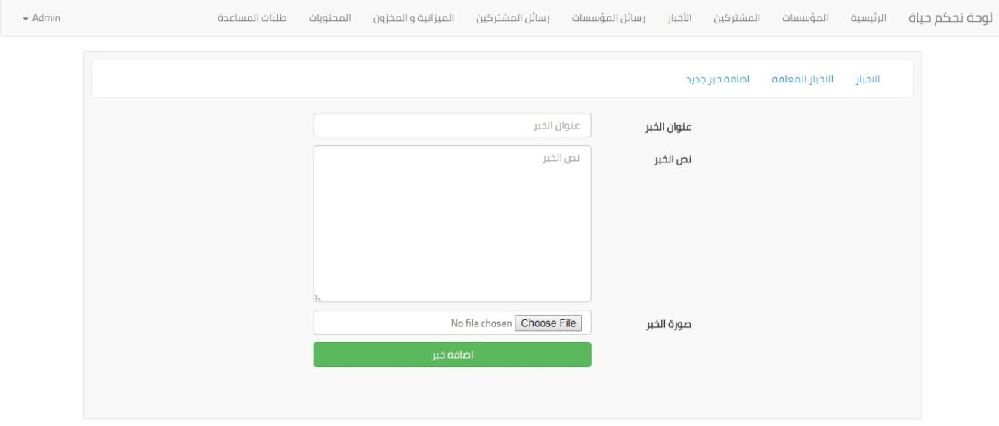 لوحة تحكم حياة الرئيسية المؤسسات المشتركين الأخبار رسائل المؤسسات رسائل المشتركين الميزانية و المخزون المحتويات طلبات المساعدة Admin
الاخبار الاخبار المعلقة اضافة خبر جديد
عنوان الخبر عنوان الخبر
نص الخبر نص الخبر
صورة الخبر Choose File No file chosen
اضافة خبر